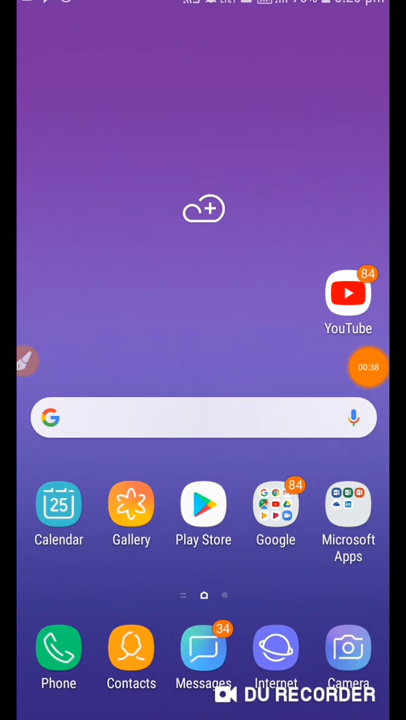 84
YouTube
00:38
25
84
Calendar
Gallery
Play Store
Google
Microsoft
Apps
34
Phone
Contacts
Messages
Internet
Camera
DU RECORDER